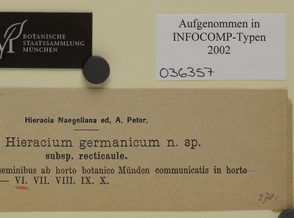 BOTANISCHE
STAATSSAMMLUNG
MÜNCHEN
Aufgenommen in
INFOCOMP-Typen
2002
036357
Hieracia Naegeliana ed, A. Peter.
Hieracium germanicum n. sp.
subsp. recticaule.
seminibus ab horto botanico Münden communicatis in horto
— VI. VII. VIII. IX. X.